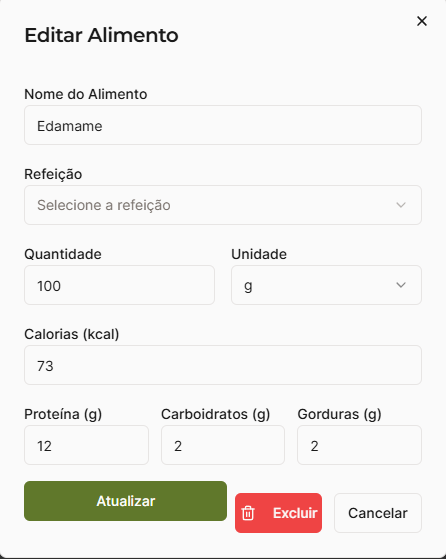 Editar Alimento
Nome do Alimento
Edamame
Refeição
Selecione a refeição
Quantidade Unidade
100 g
Calorias (kcal)
73
Proteína (g) Carboidratos (g) Gorduras (g)
12 2 2
Atualizar Excluir Cancelar